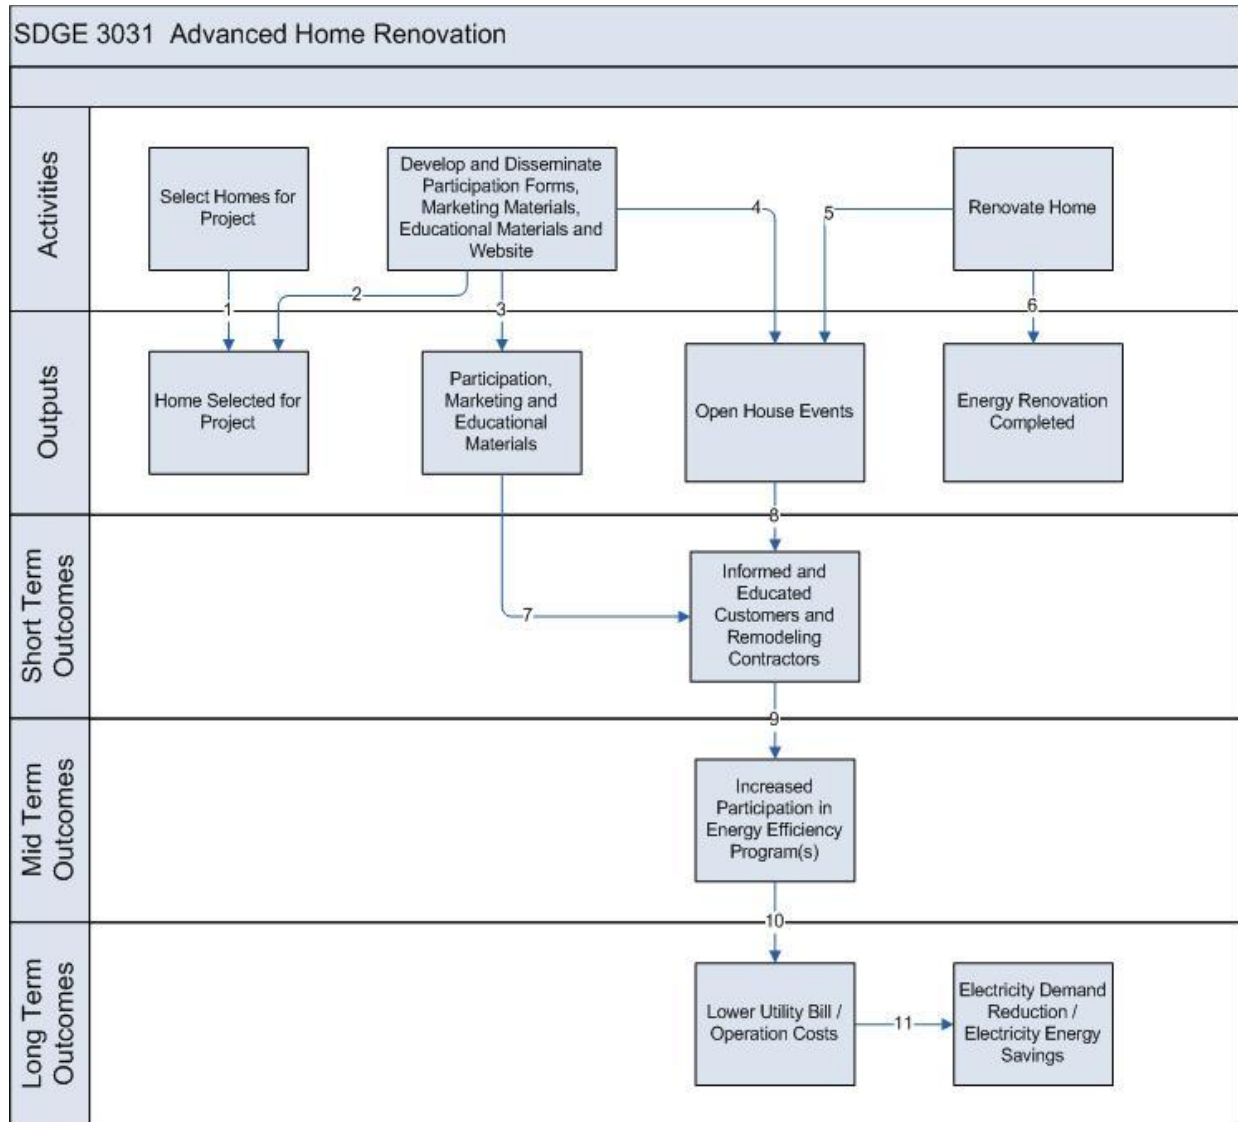 SDGE 3031  Advanced Home Renovation
Activities
Select Homes for
Project
Develop and Disseminate
Participation Forms,
Marketing Materials,
Educational Materials and
Website
Renovate Home
4
5
2
1
3
6
Outputs
Home Selected for
Project
Participation,
Marketing and
Educational
Materials
Open House Events
Energy Renovation
Completed
8
Short Term
Outcomes
7
Informed and
Educated
Customers and
Remodeling
Contractors
9
Mid Term
Outcomes
Increased
Participation in
Energy Efficiency
Program(s)
10
Long Term
Outcomes
Lower Utility Bill /
Operation Costs
11
Electricity Demand
Reduction /
Electricity Energy
Savings